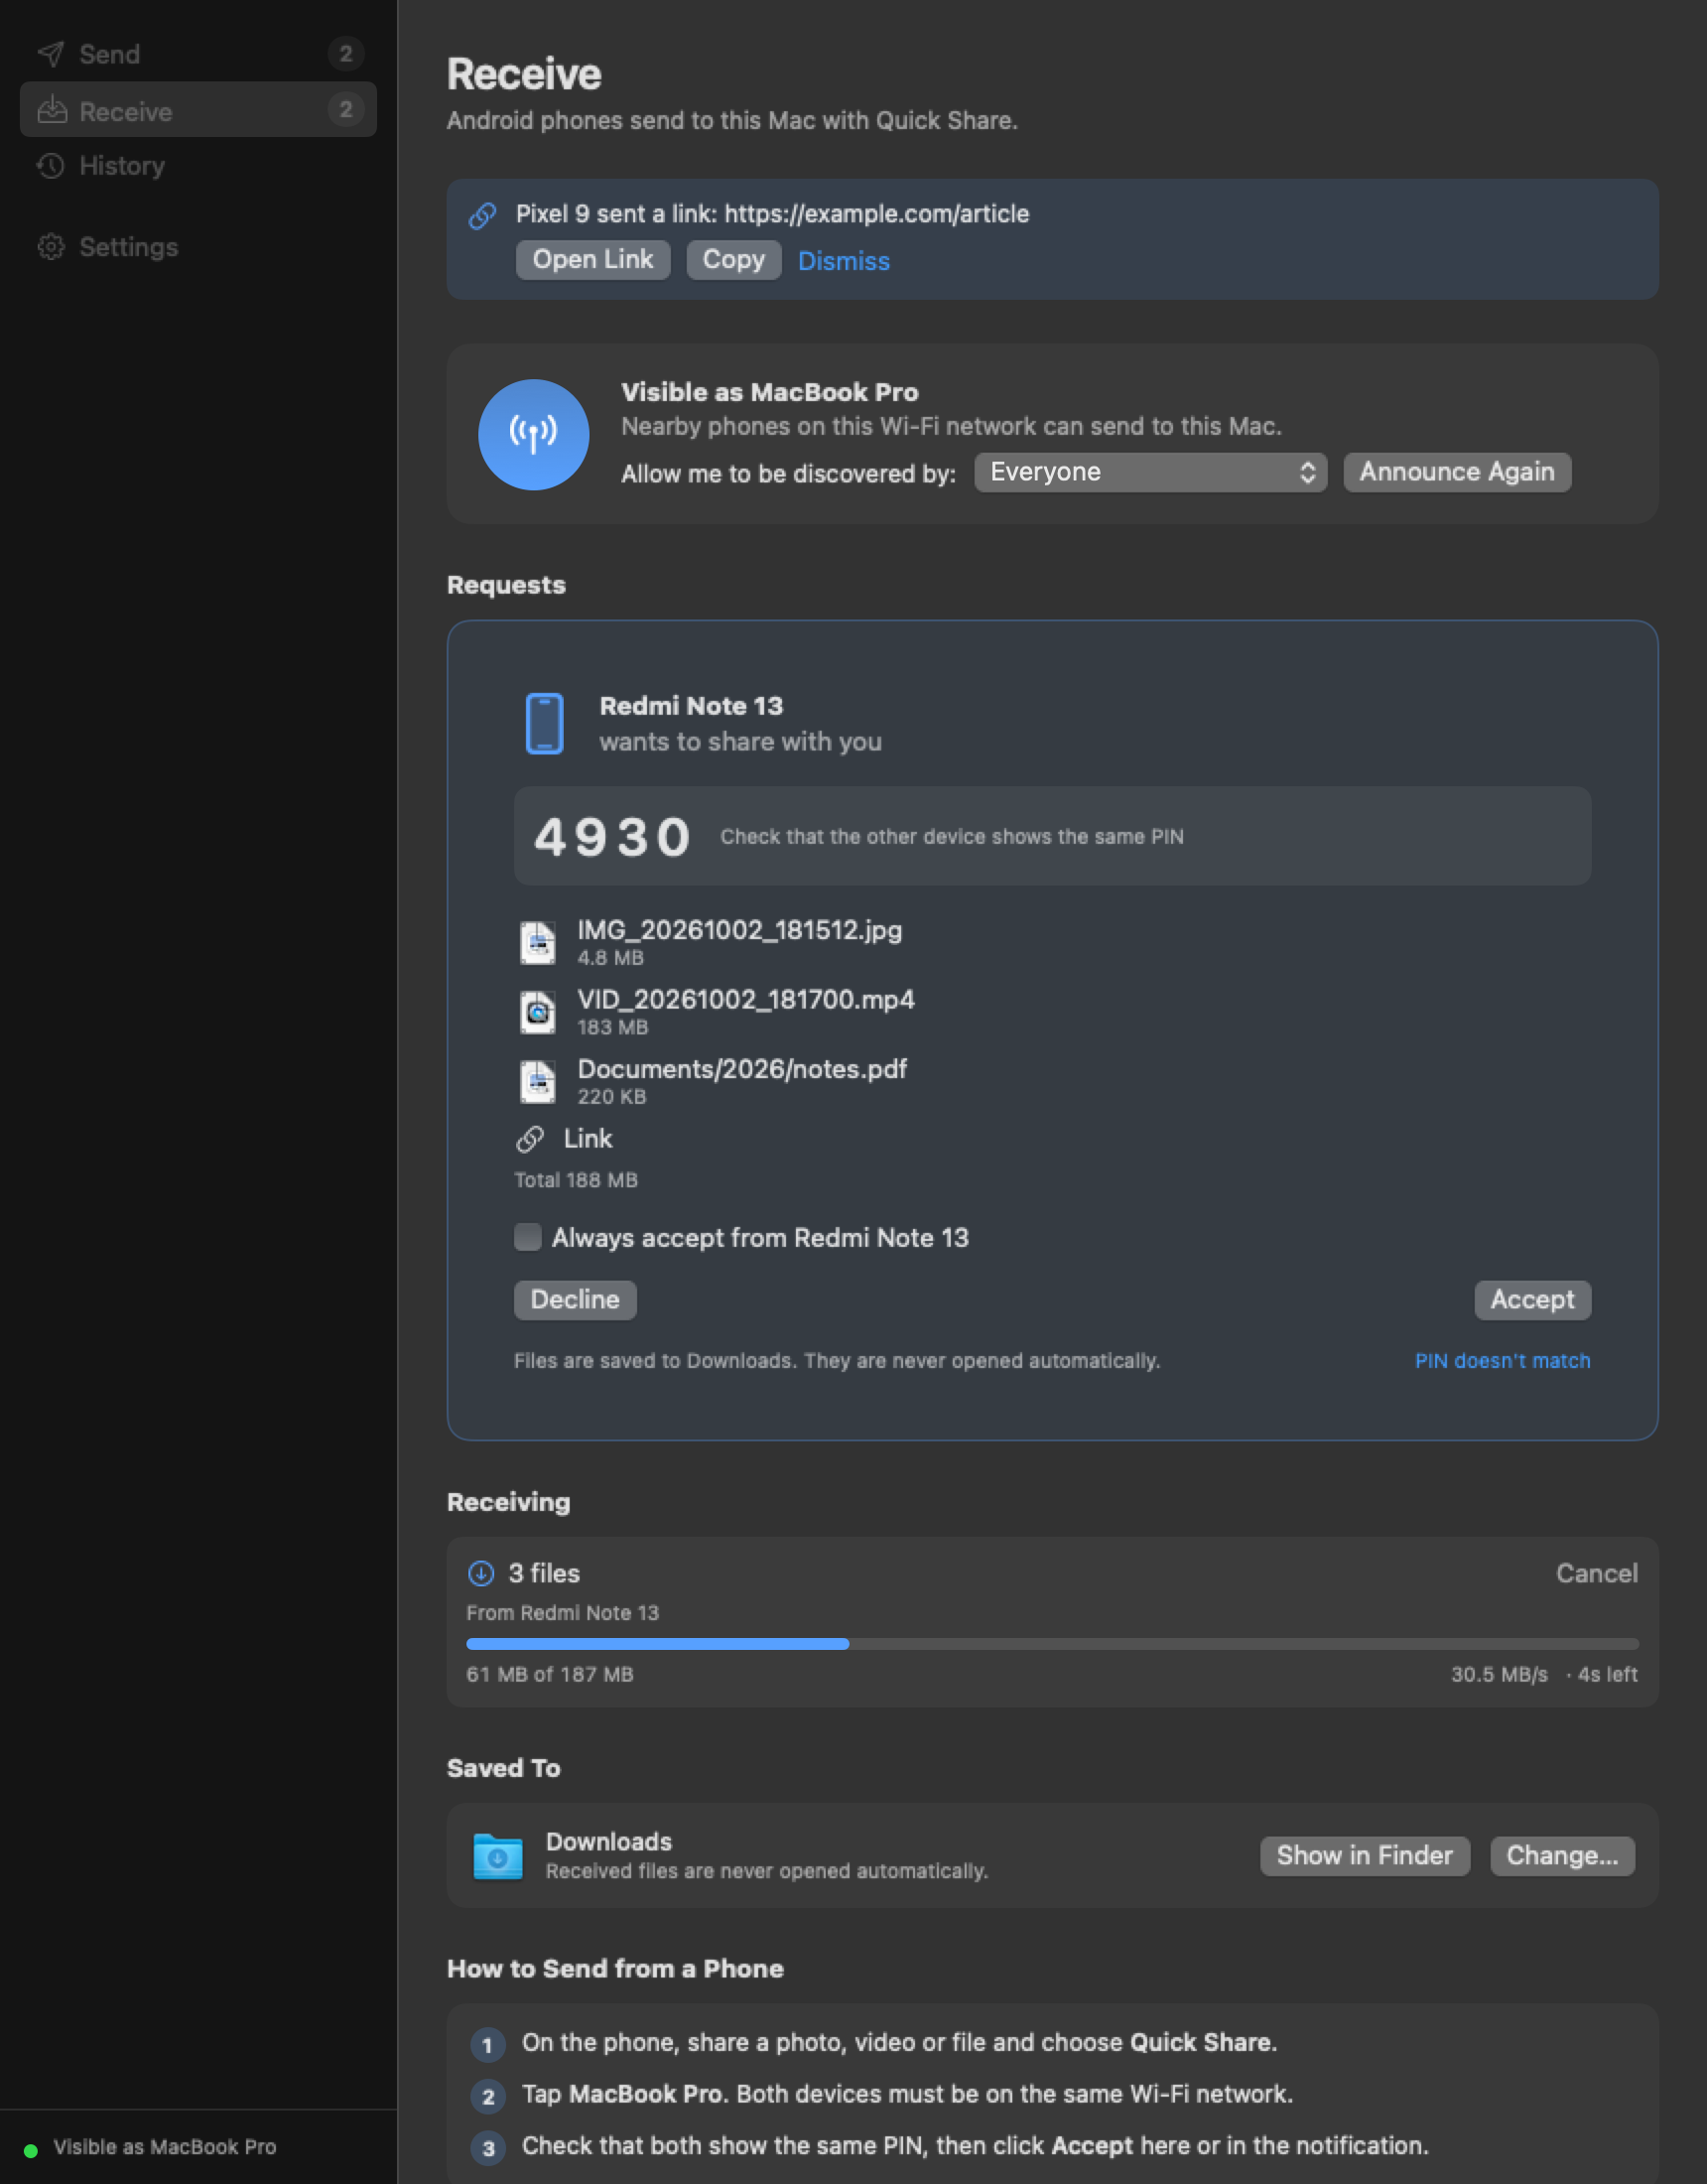 Send 2
Receive 2
History
Settings
Visible as MacBook Pro
Receive
Android phones send to this Mac with Quick Share.
Pixel 9 sent a link: https://example.com/article
Open Link Copy Dismiss
Visible as MacBook Pro
Nearby phones on this Wi-Fi network can send to this Mac.
Allow me to be discovered by: Everyone Announce Again
Requests
Redmi Note 13
wants to share with you
4930 Check that the other device shows the same PIN
IMG_20261002_181512.jpg
4.8 MB
VID_20261002_181700.mp4
183 MB
Documents/2026/notes.pdf
220 KB
Link
Total 188 MB
Always accept from Redmi Note 13
Decline Accept
Files are saved to Downloads. They are never opened automatically. PIN doesn't match
Receiving
3 files Cancel
From Redmi Note 13
61 MB of 187 MB 30.5 MB/s · 4s left
Saved To
Downloads
Received files are never opened automatically.
Show in Finder Change...
How to Send from a Phone
1 On the phone, share a photo, video or file and choose Quick Share.
2 Tap MacBook Pro. Both devices must be on the same Wi-Fi network.
3 Check that both show the same PIN, then click Accept here or in the notification.